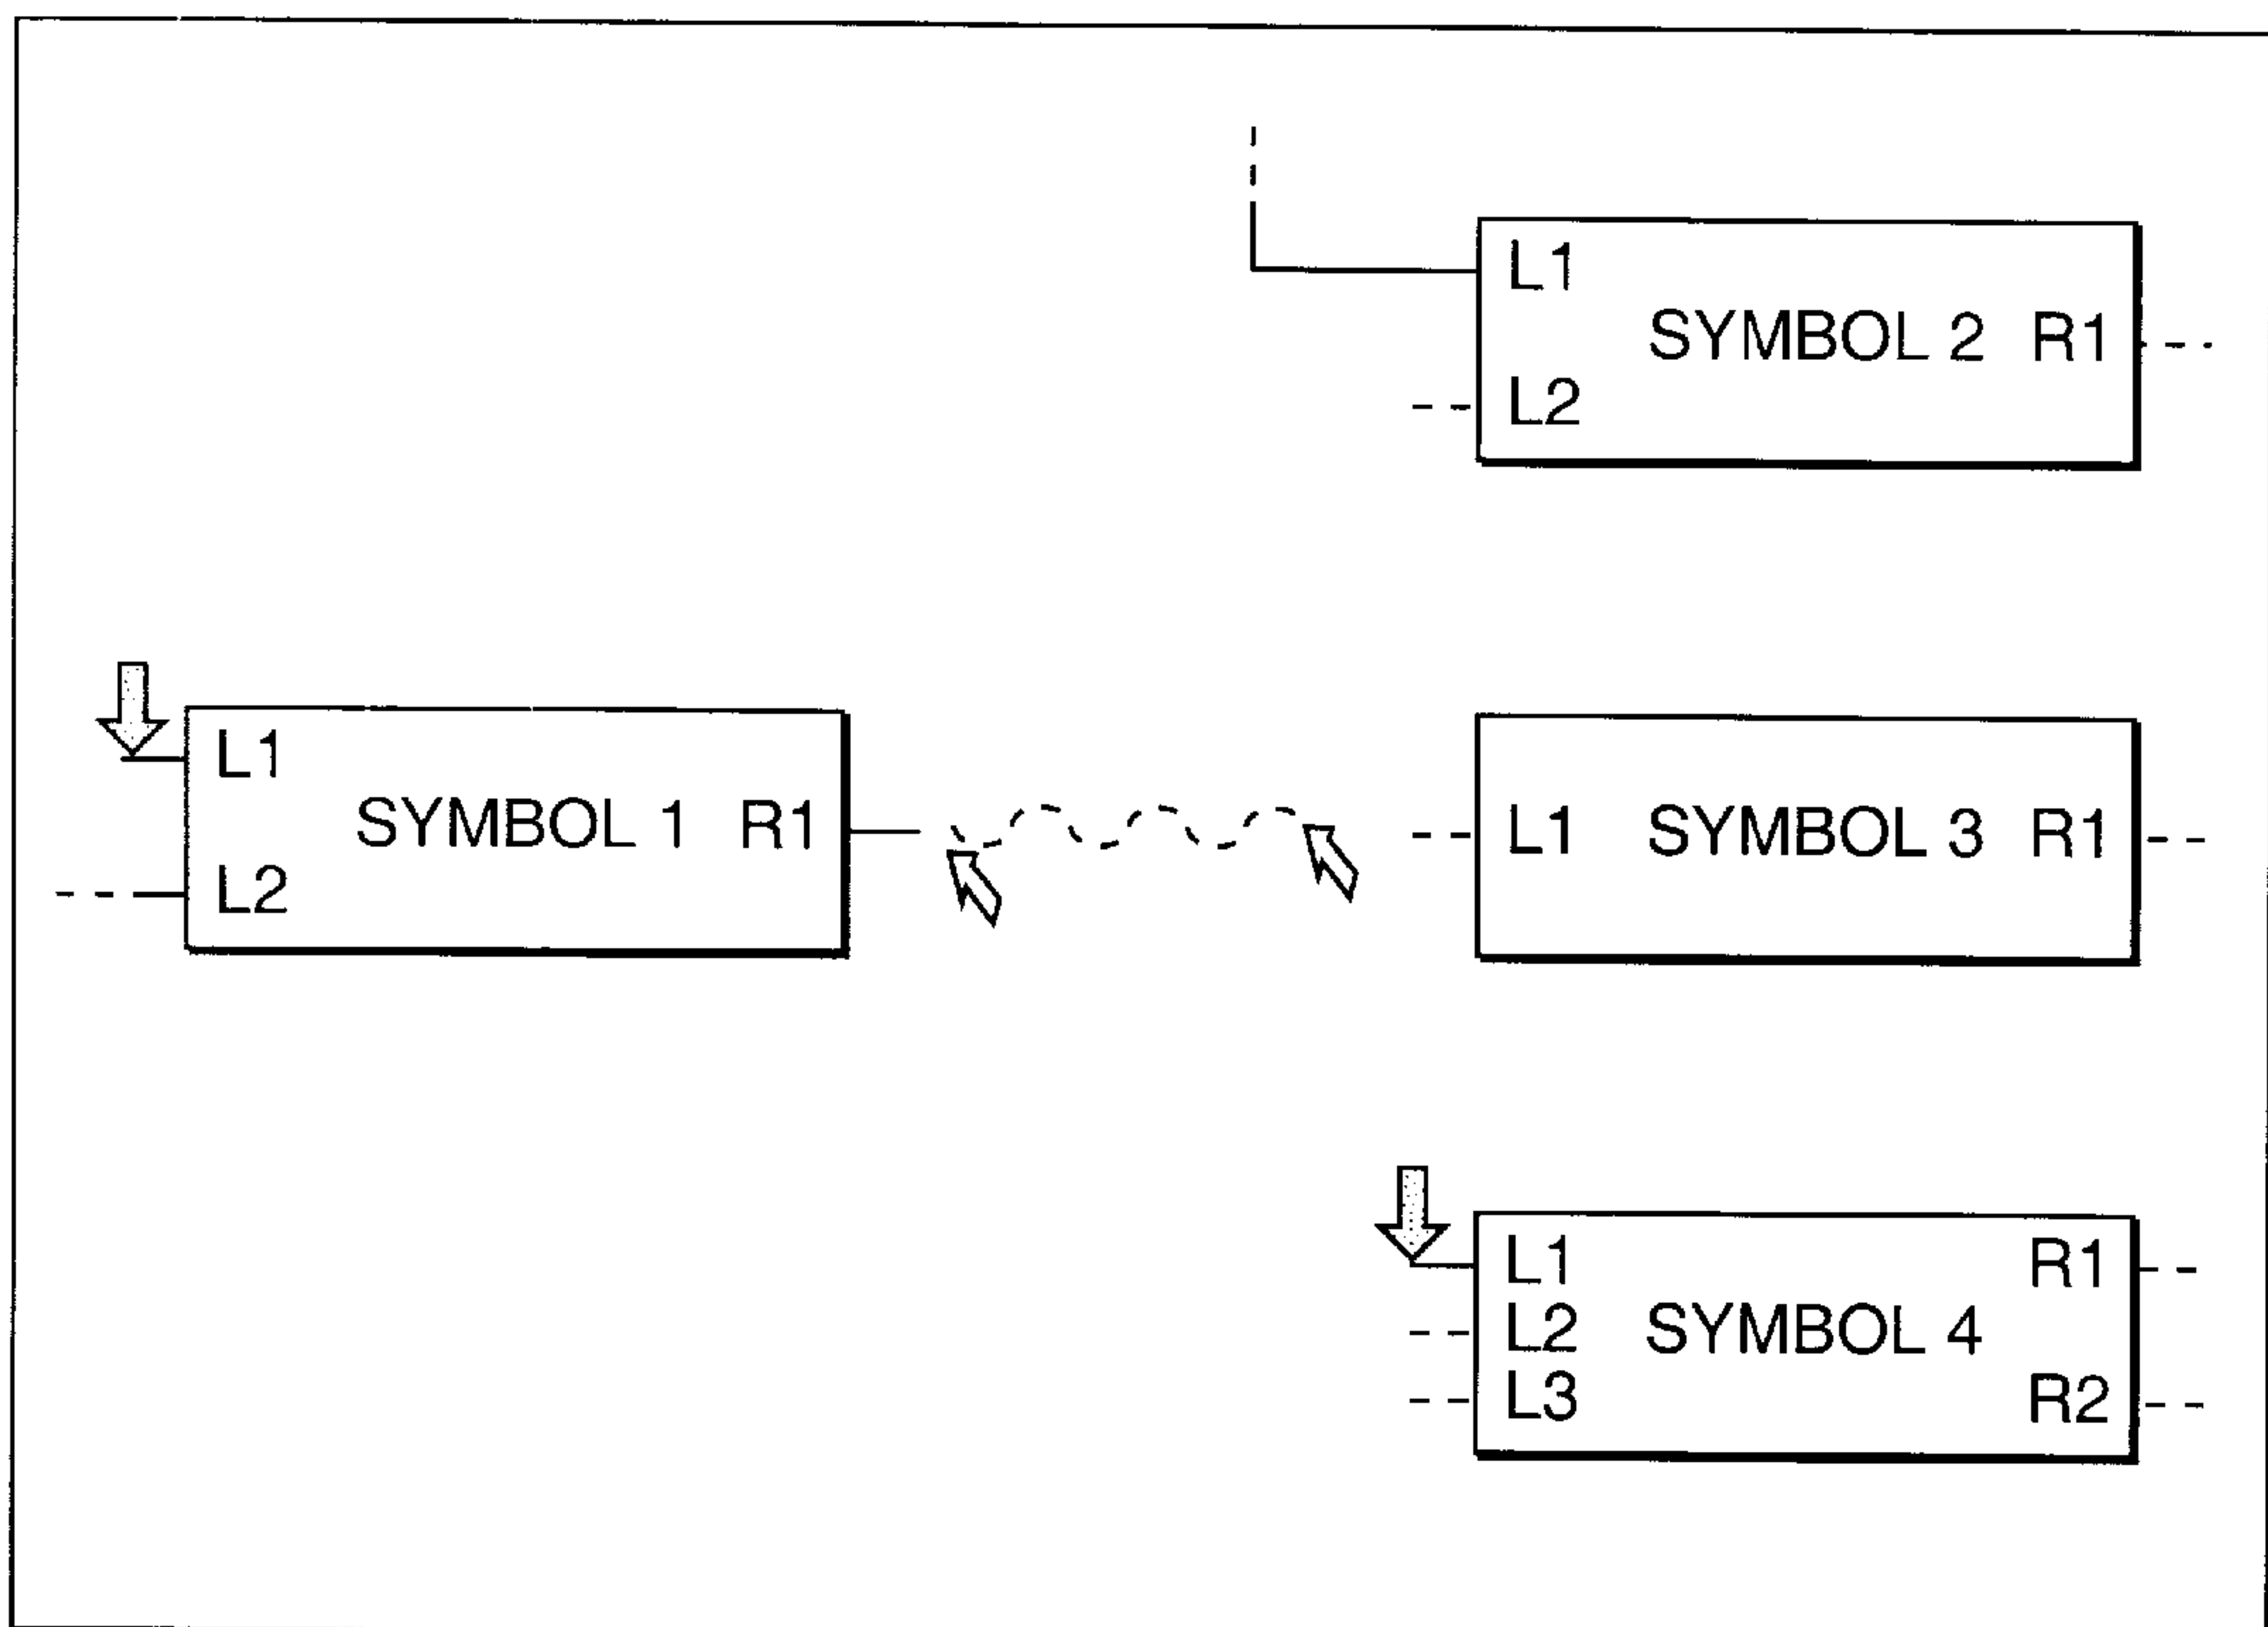 L1
SYMBOL 2 R1
L2
L1
SYMBOL 1 R1
L2
L1 SYMBOL 3 R1
L1 R1
L2 SYMBOL 4
L3 R2